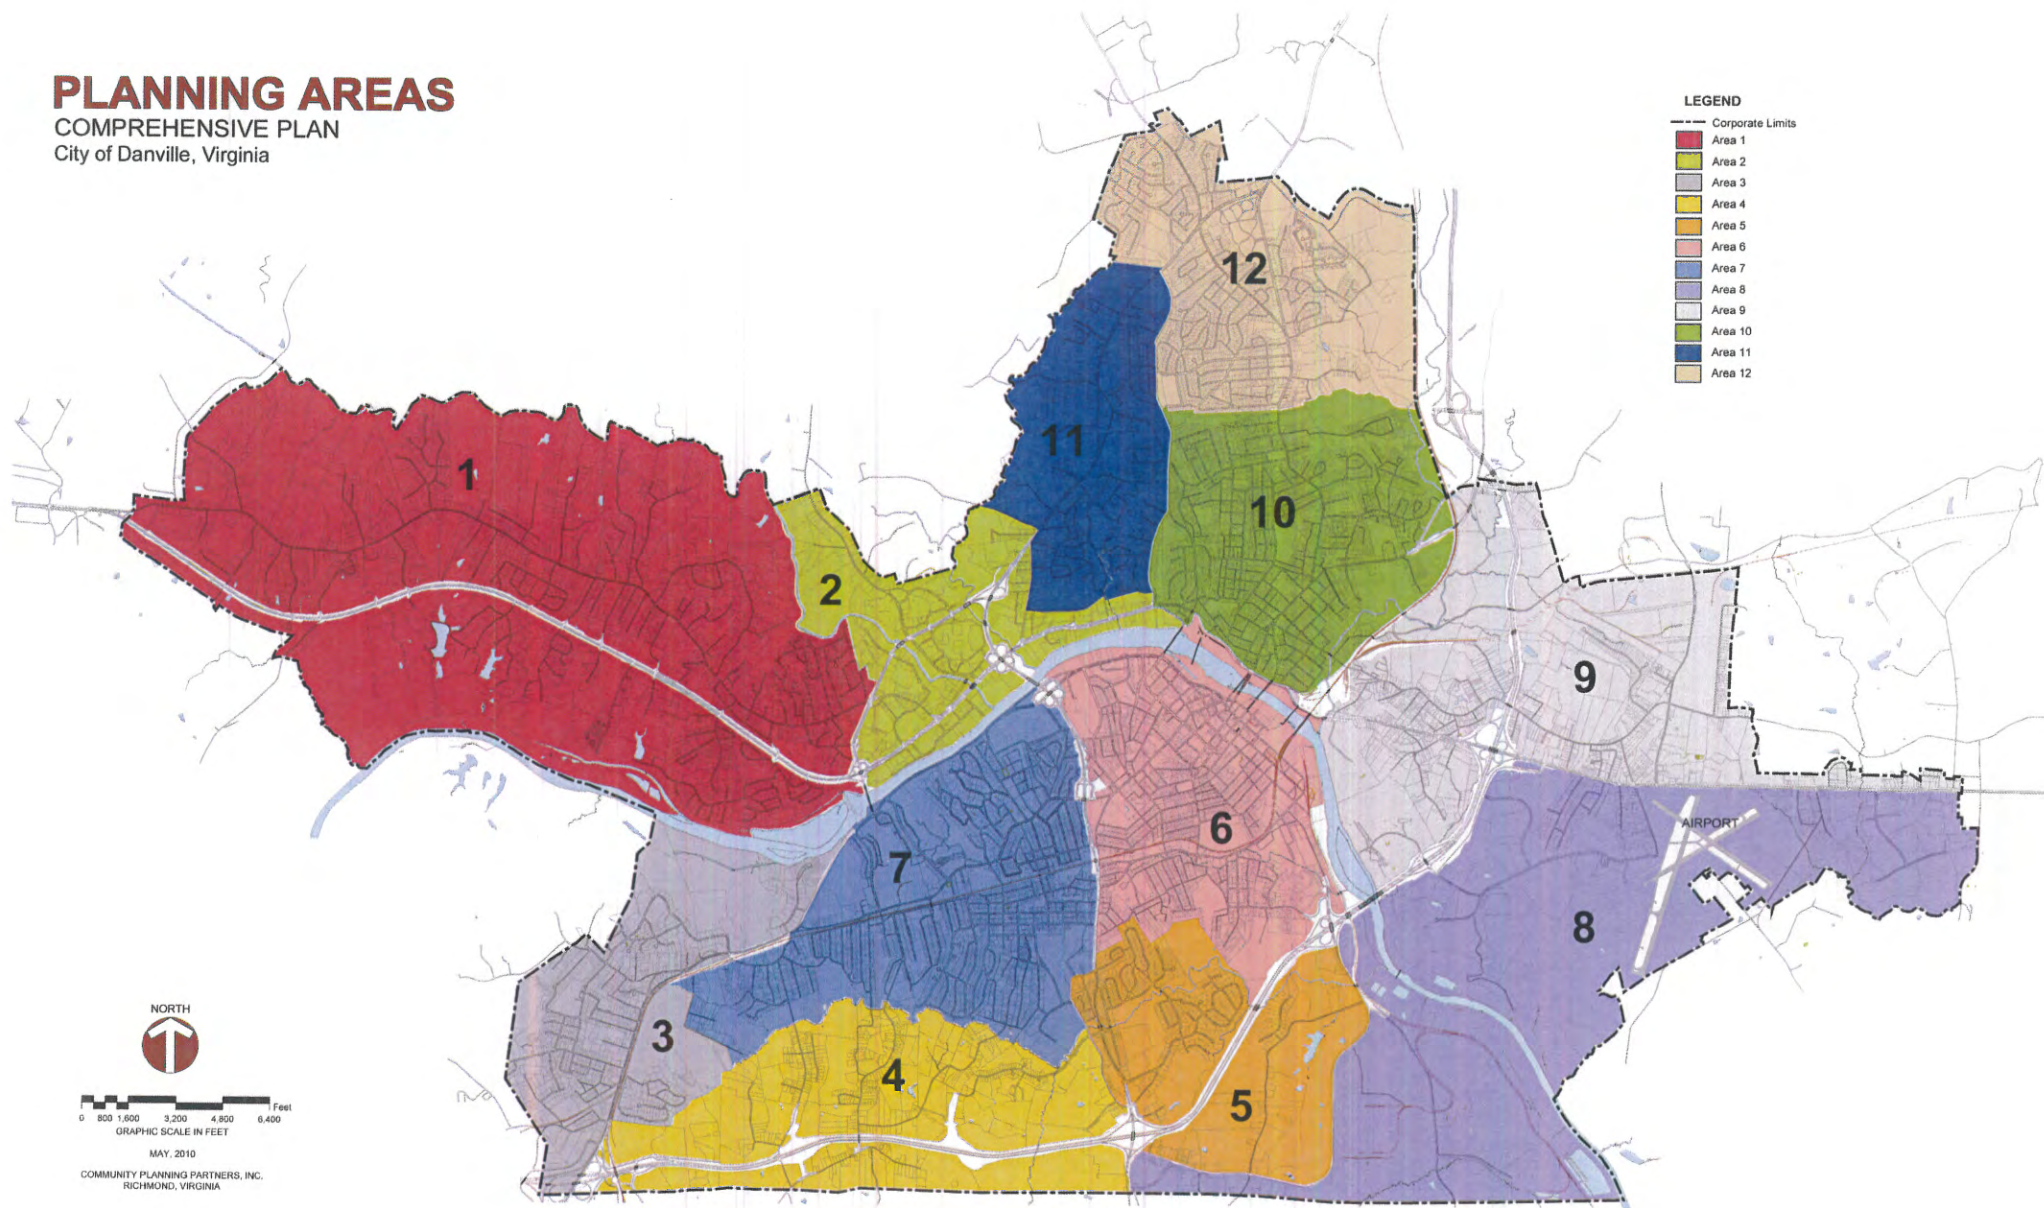 PLANNING AREAS
COMPREHENSIVE PLAN
City of Danville, Virginia
LEGEND
Corporate Limits
Area 1
Area 2
Area 3
Area 4
Area 5
Area 6
Area 7
Area 8
Area 9
Area 10
Area 11
Area 12
12
11
1
10
2
9
6
AIRPORT
7
8
3
4
5
NORTH
0 800 1,600 3,200 4,800 6,400 Feet
GRAPHIC SCALE IN FEET
MAY, 2010
COMMUNITY PLANNING PARTNERS, INC.
RICHMOND, VIRGINIA